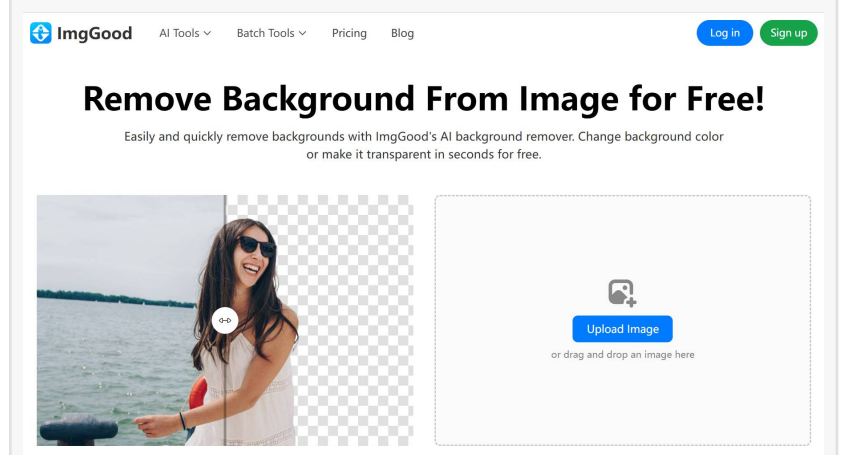 ImgGood AI Tools Batch Tools Pricing Blog Log in Sign up
Remove Background From Image for Free!
Easily and quickly remove backgrounds with ImgGood's AI background remover. Change background color
or make it transparent in seconds for free.
Upload Image
or drag and drop an image here